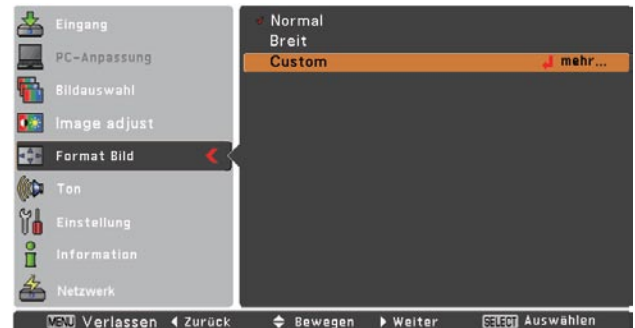 Eingang
PC-Anpassung
Bildauswahl
Image adjust
Format Bild
Ton
Einstellung
Information
Netzwerk
Normal
Breit
Custom mehr...
MENU Verlassen Zurück Bewegen Weiter SELECT Auswählen